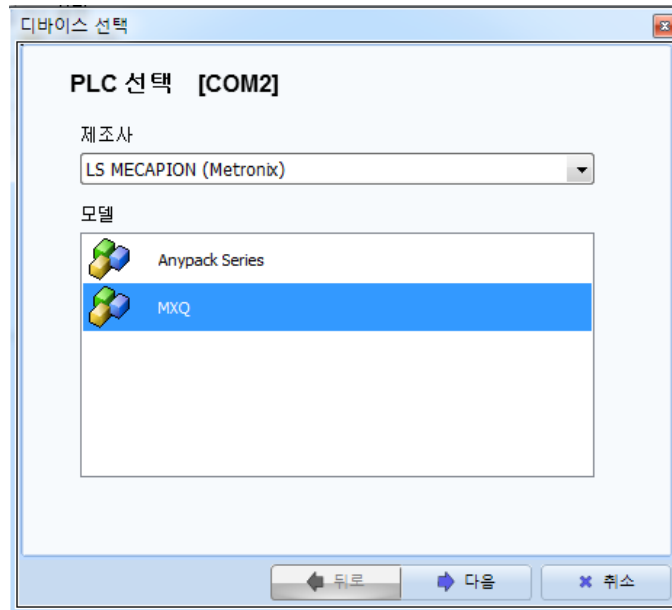 디바이스 선택
PLC 선택 [COM2]
제조사
LS MECAPION (Metronix)
모델
Anypack Series
MXQ
뒤로 다음 취소